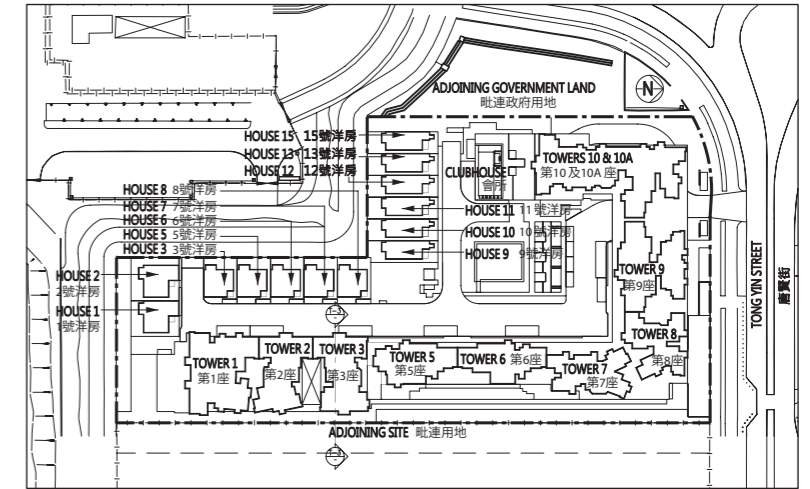 ADJOINING GOVERNMENT LAND
毗連政府用地
N
HOUSE 15 15號洋房
HOUSE 13 13號洋房
HOUSE 12 12號洋房
CLUBHOUSE
會所
TOWERS 10 & 10A
第10及10A座
HOUSE 8 8號洋房
HOUSE 7 7號洋房
HOUSE 6 6號洋房
HOUSE 5 5號洋房
HOUSE 3 3號洋房
HOUSE 11 11號洋房
HOUSE 10 10號洋房
HOUSE 9 9號洋房
HOUSE 2
2號洋房
HOUSE 1
1號洋房
TOWER 9
第9座
TONG YIN STREET
唐賢街
TOWER 1
第1座
TOWER 2
第2座
TOWER 3
第3座
TOWER 5
第5座
TOWER 6 第6座
TOWER 7
第7座
TOWER 8
第8座
ADJOINING SITE 毗連用地